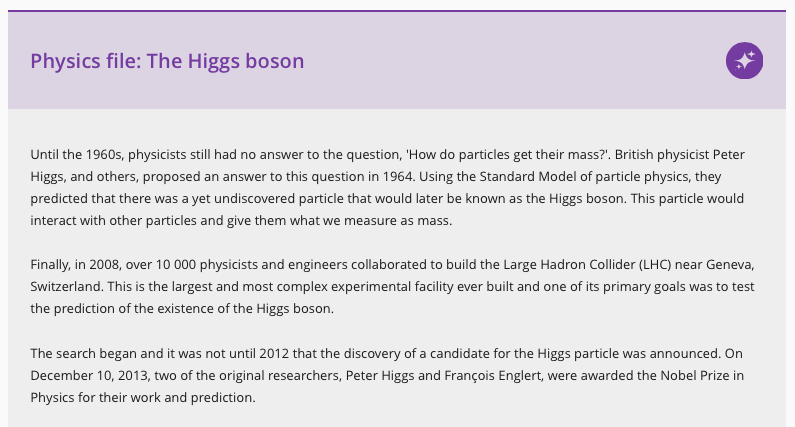 Physics file: The Higgs boson
Until the 1960s, physicists still had no answer to the question, 'How do particles get their mass?'. British physicist Peter
Higgs, and others, proposed an answer to this question in 1964. Using the Standard Model of particle physics, they
predicted that there was a yet undiscovered particle that would later be known as the Higgs boson. This particle would
interact with other particles and give them what we measure as mass.
Finally, in 2008, over 10 000 physicists and engineers collaborated to build the Large Hadron Collider (LHC) near Geneva,
Switzerland. This is the largest and most complex experimental facility ever built and one of its primary goals was to test
the prediction of the existence of the Higgs boson.
The search began and it was not until 2012 that the discovery of a candidate for the Higgs particle was announced. On
December 10, 2013, two of the original researchers, Peter Higgs and François Englert, were awarded the Nobel Prize in
Physics for their work and prediction.